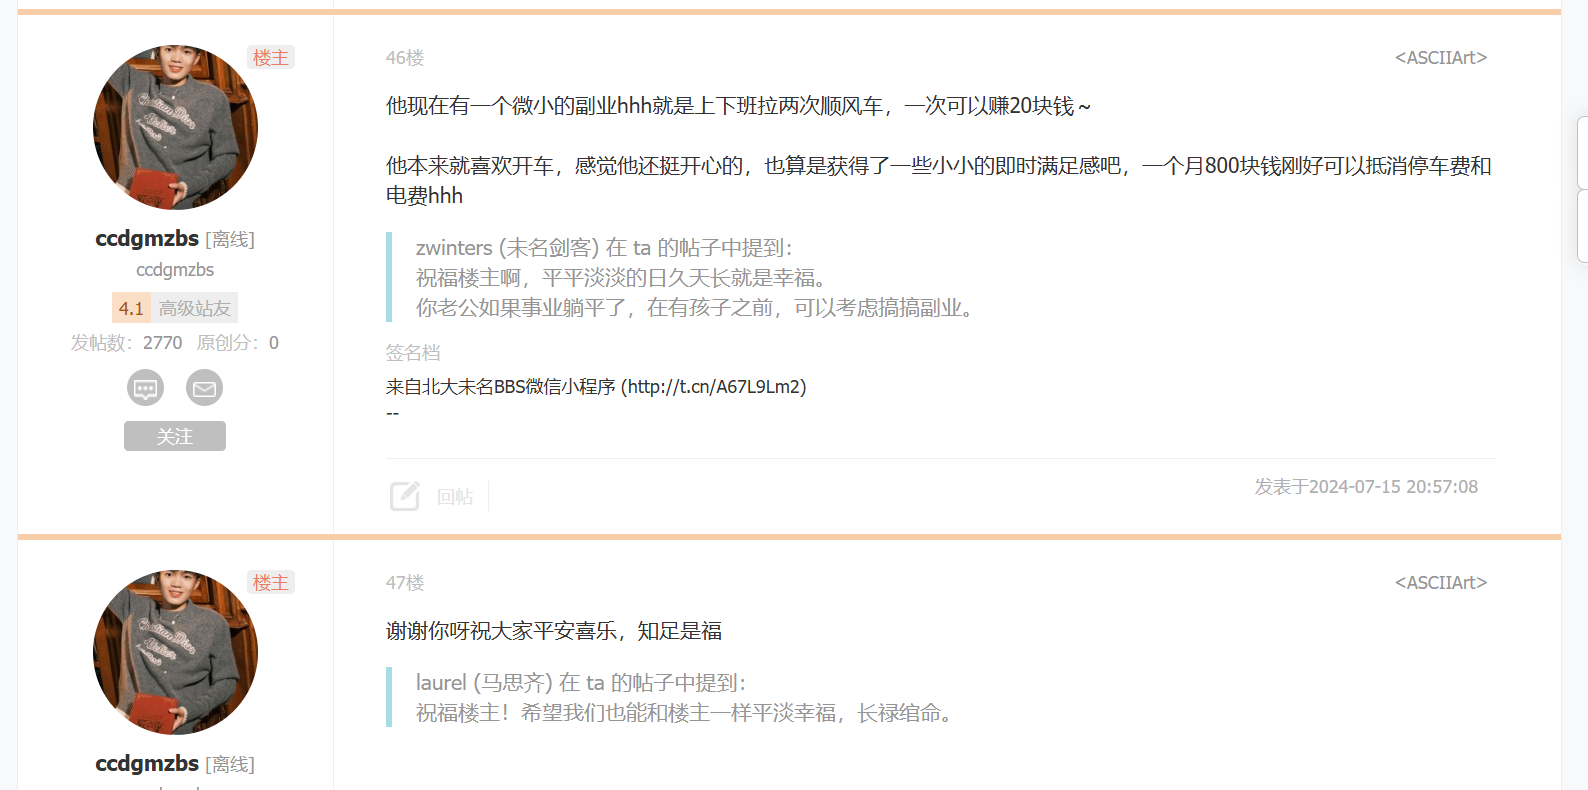 楼主
46楼
<ASCIIArt>
他现在有一个微小的副业hhh就是上下班拉两次顺风车，一次可以赚20块钱～
他本来就喜欢开车，感觉他还挺开心的，也算是获得了一些小小的即时满足感吧，一个月800块钱刚好可以抵消停车费和
电费hhh
zwinters (未名剑客) 在 ta 的帖子中提到：
祝福楼主啊，平平淡淡的日久天长就是幸福。
你老公如果事业躺平了，在有孩子之前，可以考虑搞搞副业。
签名档
来自北大未名BBS微信小程序 (http://t.cn/A67L9Lm2)
--
Christian Dior
Atelier
ccdgmzbs [离线]
ccdgmzbs
4.1 高级站友
发帖数：2770 原创分：0
关注
回帖
发表于2024-07-15 20:57:08
楼主
47楼
<ASCIIArt>
谢谢你呀祝大家平安喜乐，知足是福
laurel (马思齐) 在 ta 的帖子中提到：
祝福楼主！希望我们也能和楼主一样平淡幸福，长禄绾命。
Christian Dior
Atelier
ccdgmzbs [离线]